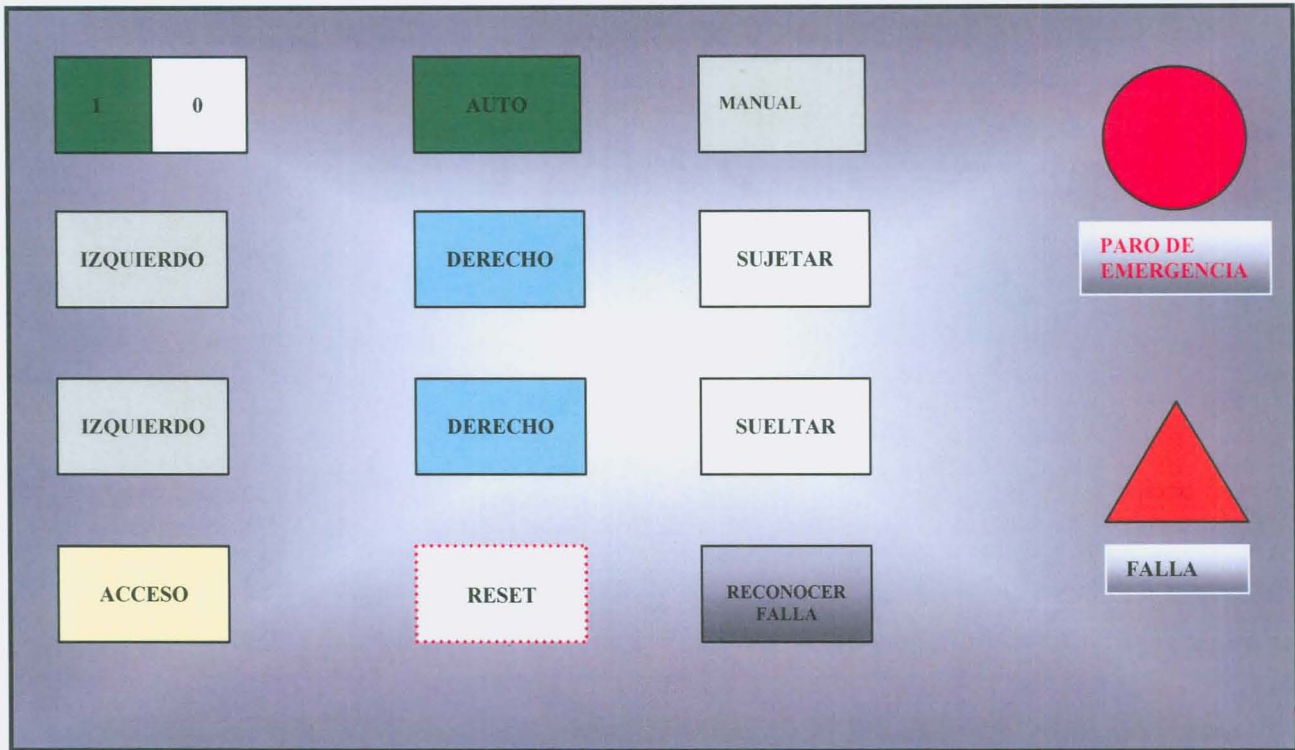 1 0
AUTO
MANUAL
IZQUIERDO
DERECHO
SUJETAR
PARO DE
EMERGENCIA
IZQUIERDO
DERECHO
SUELTAR
ACCESO
RESET
RECONOCER
FALLA
FALLA